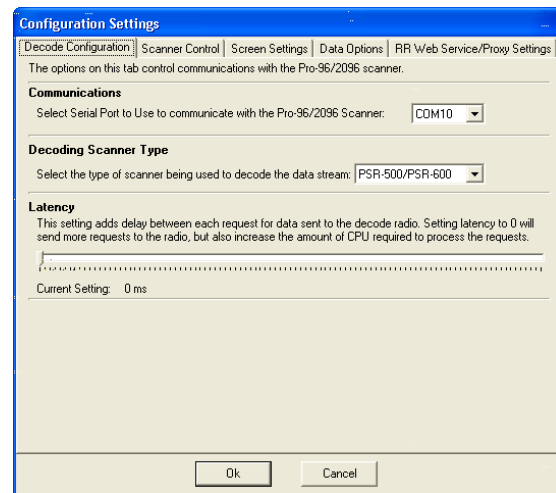 Configuration Settings
Decode Configuration Scanner Control Screen Settings Data Options RR Web Service/Proxy Settings
The options on this tab control communications with the Pro-96/2096 scanner.
Communications
Select Serial Port to Use to communicate with the Pro-96/2096 Scanner: COM10
Decoding Scanner Type
Select the type of scanner being used to decode the data stream: PSR-500/PSR-600
Latency
This setting adds delay between each request for data sent to the decode radio. Setting latency to 0 will
send more requests to the radio, but also increase the amount of CPU required to process the requests.
Current Setting: 0 ms
Ok Cancel